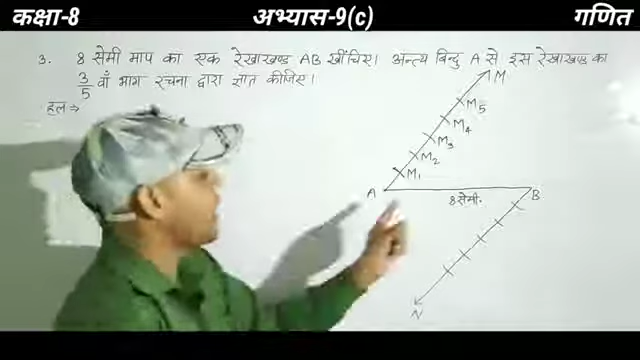 कक्षा-8 अभ्यास-9(c) गणित
3. 8 सेमी माप का एक रेखाखण्ड AB खींचिए। अन्त्य बिन्दु A से इस रेखाखण्ड का
3/5 वाँ भाग रचना द्वारा ज्ञात कीजिए।
हल ⇒
M
M₅
M₄
M₃
M₂
M₁
A
8 सेमी.
B
N